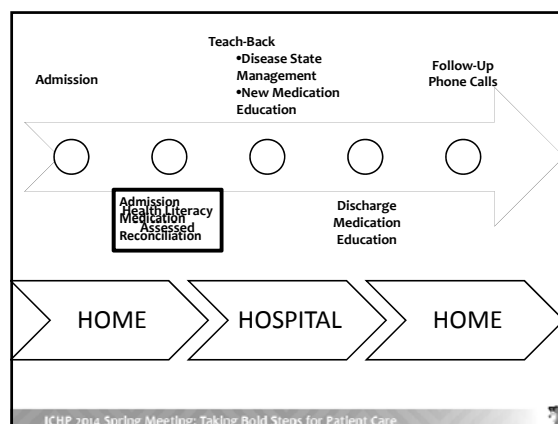 Teach-Back
•Disease State
Management
•New Medication
Education
Admission
Follow-Up
Phone Calls
Admission
Medication
Reconciliation
Health Literacy
Assessed
Discharge
Medication
Education
HOME
HOSPITAL
HOME
ICHP 2014 Spring Meeting: Taking Bold Steps for Patient Care